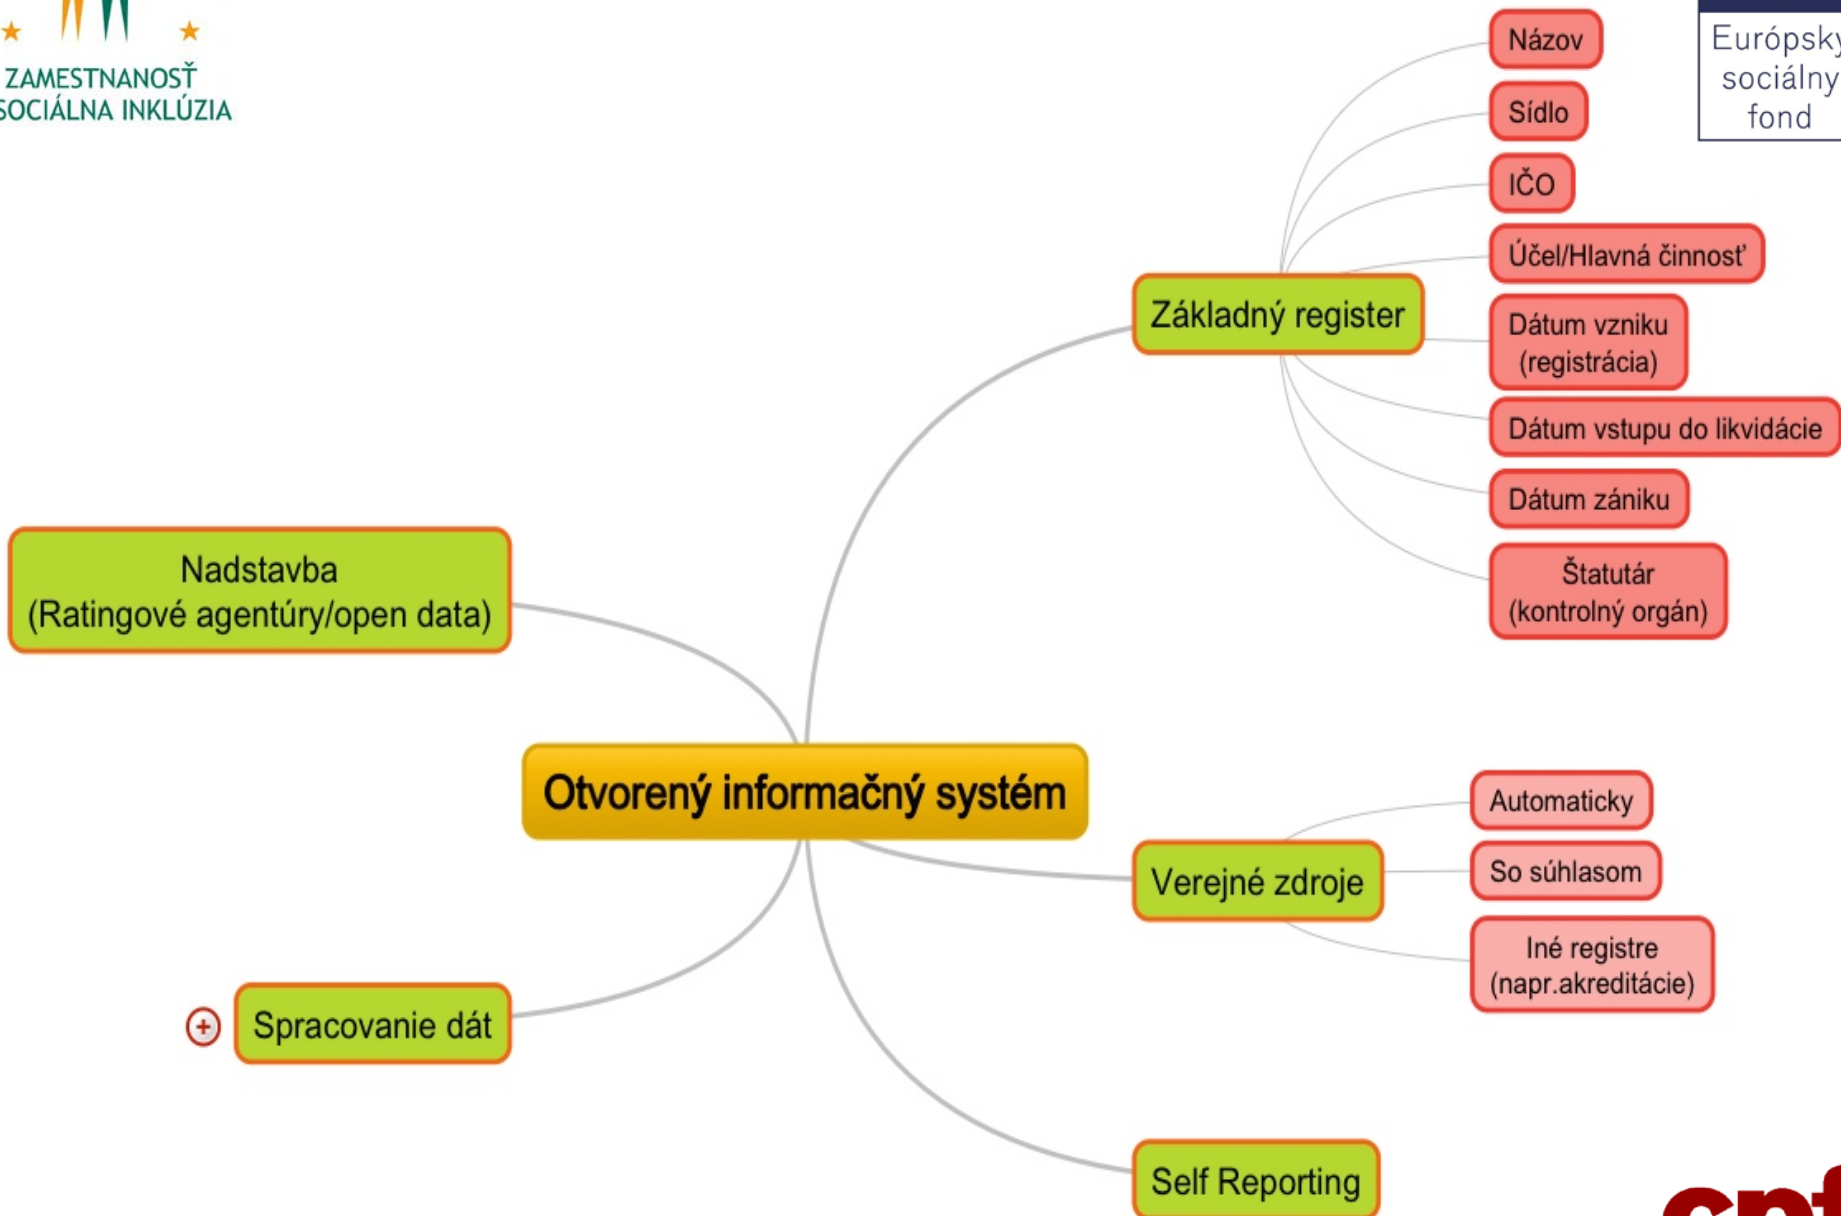 ZAMESTNANOSŤ
SOCIÁLNA INKLÚZIA
Európsky
sociálny
fond
Názov
Sídlo
IČO
Účel/Hlavná činnosť
Základný register
Dátum vzniku
(registrácia)
Dátum vstupu do likvidácie
Dátum zániku
Štatutár
(kontrolný orgán)
Nadstavba
(Ratingové agentúry/open data)
Otvorený informačný systém
Automaticky
Verejné zdroje
So súhlasom
Iné registre
(napr.akreditácie)
Spracovanie dát
Self Reporting